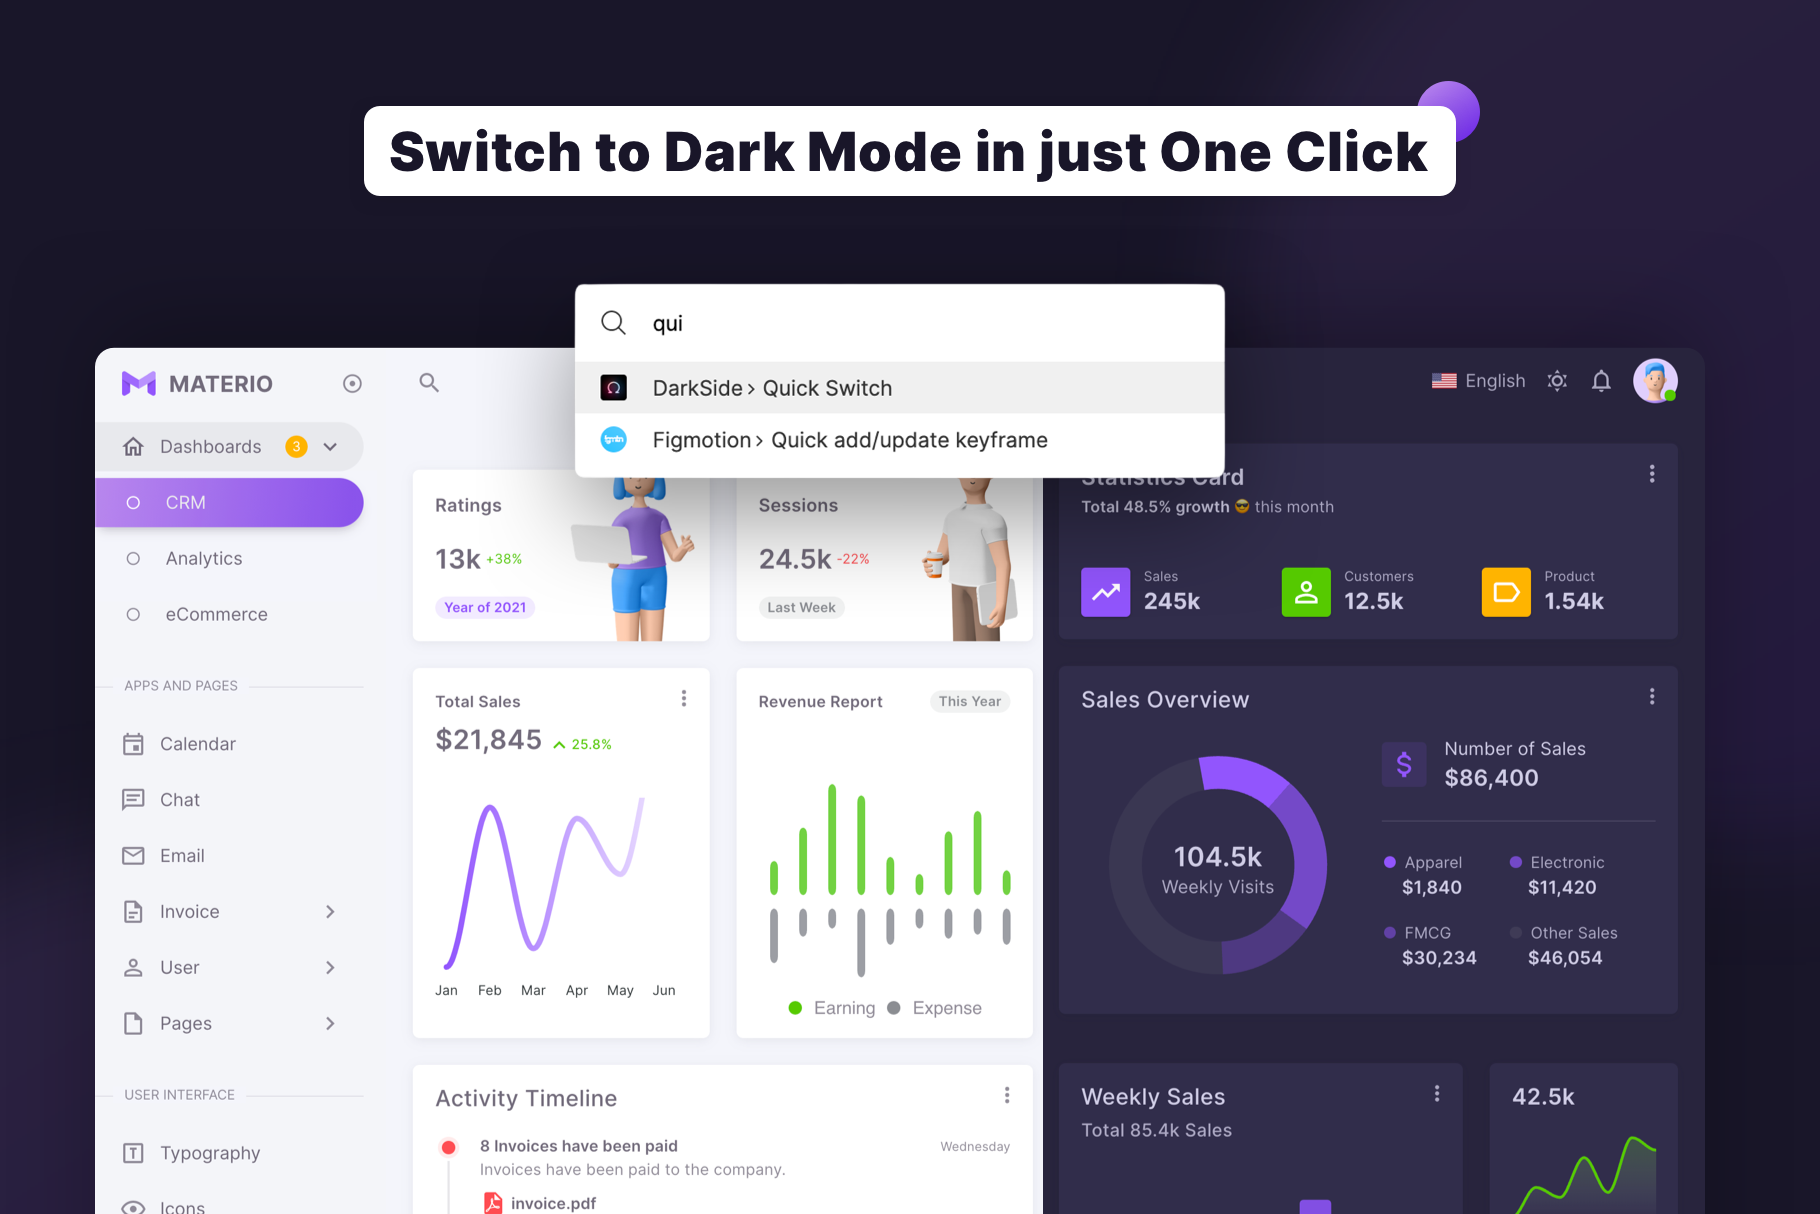 Switch to Dark Mode in just One Click
qui
DarkSide › Quick Switch
Figmotion › Quick add/update keyframe
MATERIO
Dashboards 3
CRM
Analytics
eCommerce
APPS AND PAGES
Calendar
Chat
Email
Invoice
User
Pages
USER INTERFACE
Typography
Icons
English
Ratings
13k +38%
Year of 2021
Sessions
24.5k -22%
Last Week
Statistics Card
Total 48.5% growth 😎 this month
Sales
245k
Customers
12.5k
Product
1.54k
Total Sales
$21,845 25.8%
Jan Feb Mar Apr May Jun
Revenue Report This Year
Earning Expense
Sales Overview
104.5k
Weekly Visits
$
Number of Sales
$86,400
Apparel
$1,840
Electronic
$11,420
FMCG
$30,234
Other Sales
$46,054
Activity Timeline
8 Invoices have been paid Wednesday
Invoices have been paid to the company.
invoice.pdf
Weekly Sales
Total 85.4k Sales
42.5k